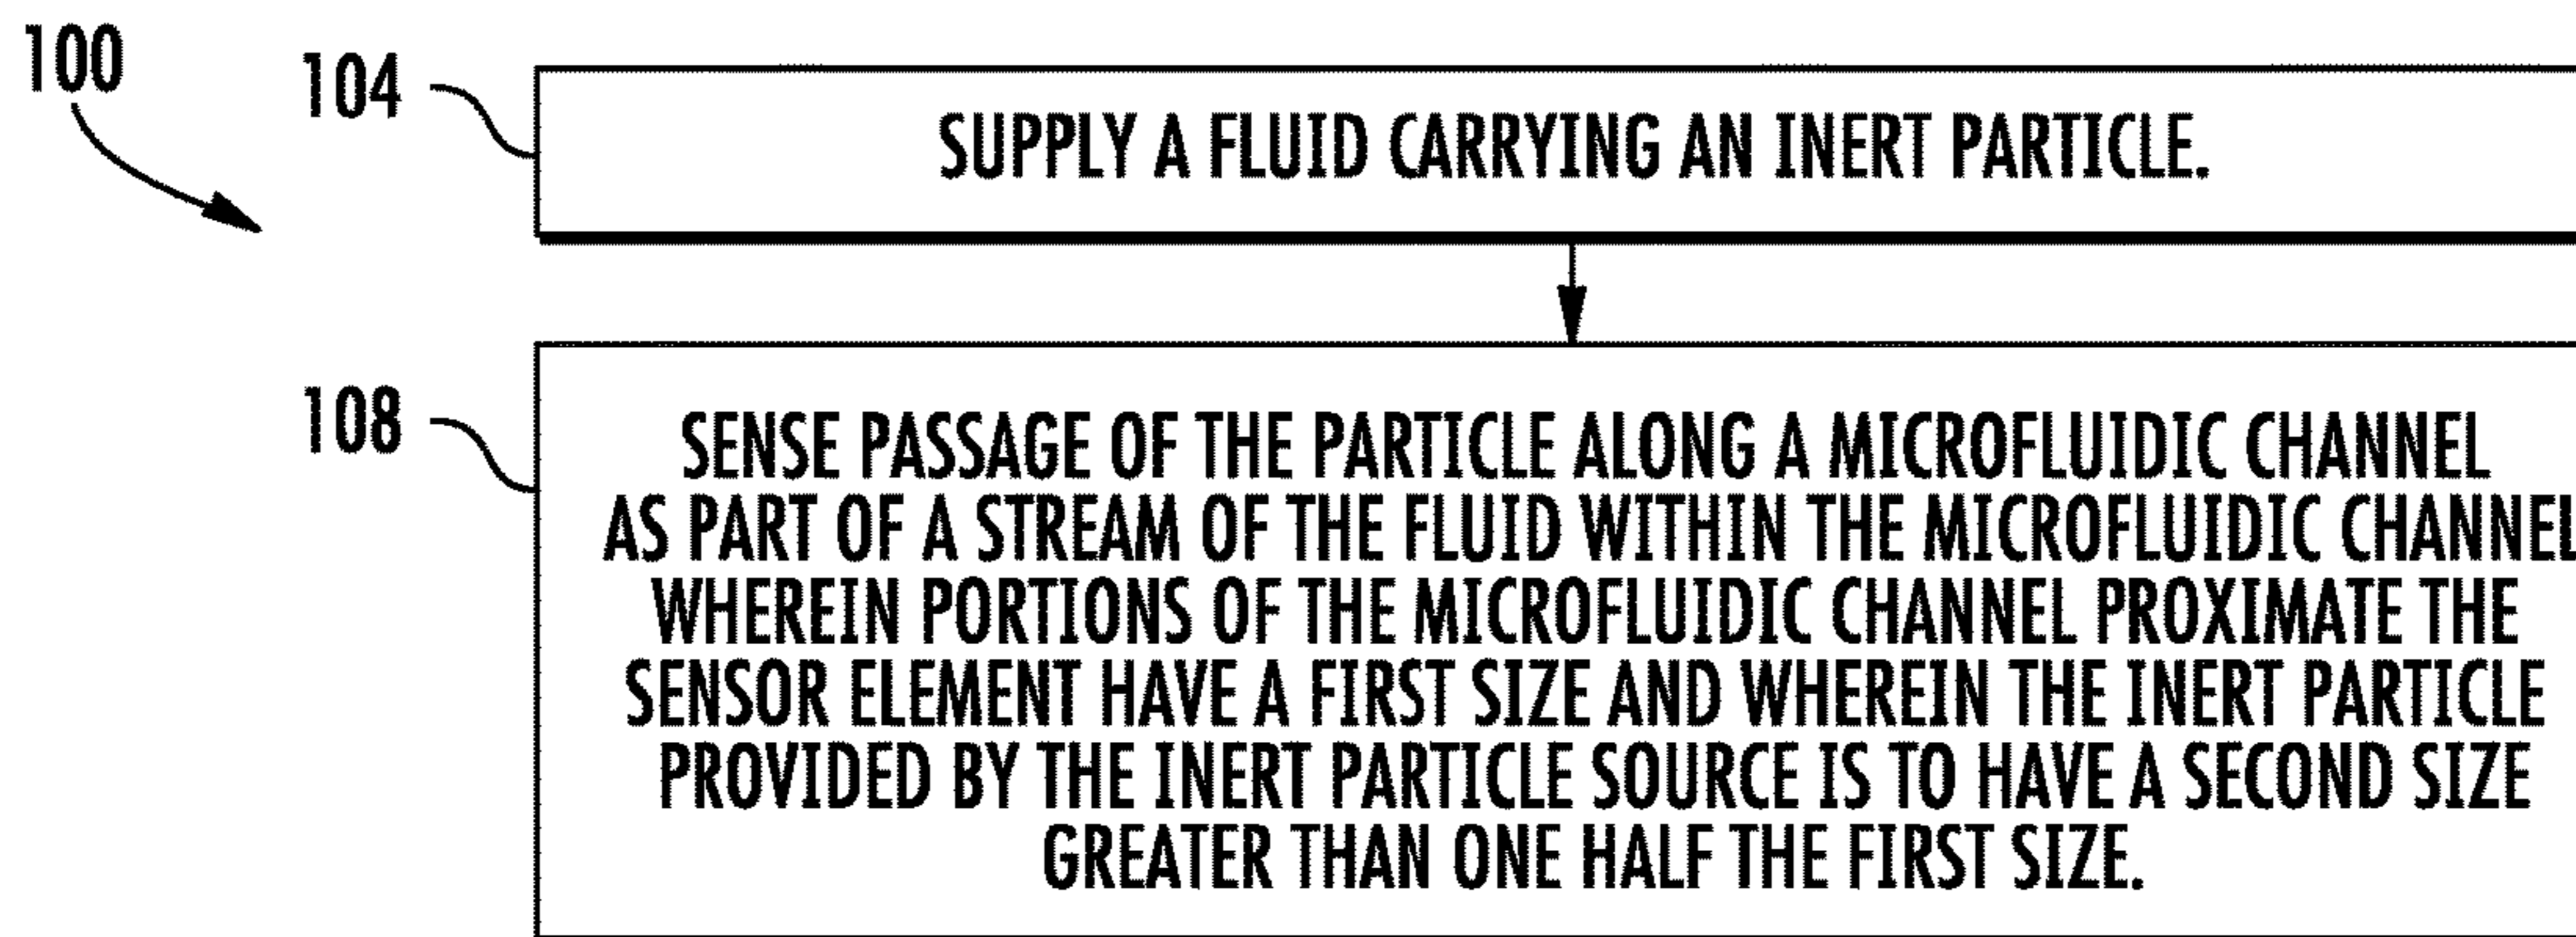 100
104
SUPPLY A FLUID CARRYING AN INERT PARTICLE.
108
SENSE PASSAGE OF THE PARTICLE ALONG A MICROFLUIDIC CHANNEL
AS PART OF A STREAM OF THE FLUID WITHIN THE MICROFLUIDIC CHANNEL
WHEREIN PORTIONS OF THE MICROFLUIDIC CHANNEL PROXIMATE THE
SENSOR ELEMENT HAVE A FIRST SIZE AND WHEREIN THE INERT PARTICLE
PROVIDED BY THE INERT PARTICLE SOURCE IS TO HAVE A SECOND SIZE
GREATER THAN ONE HALF THE FIRST SIZE.